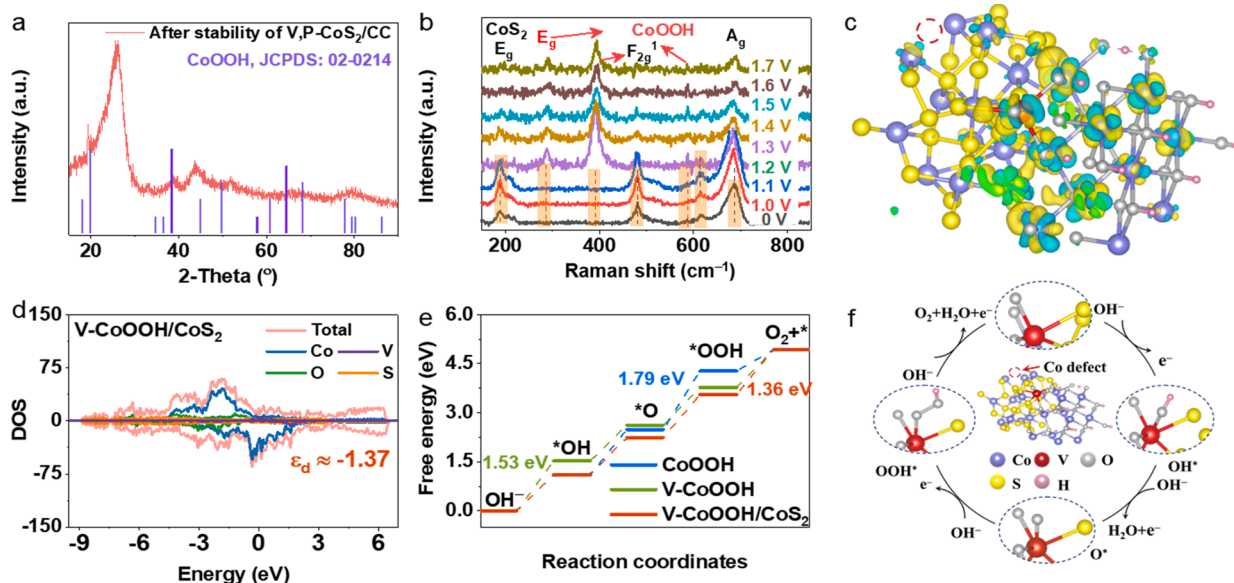 a
After stability of V,P-CoS₂/CC
CoOOH, JCPDS: 02-0214
Intensity (a.u.)
20 40 60 80
2-Theta (°)
b
CoS₂
E_g
E_g
CoOOH
F₂g¹
A_g
1.7 V
1.6 V
1.5 V
1.4 V
1.3 V
1.2 V
1.1 V
1.0 V
0 V
Intensity (a.u.)
200 400 600 800
Raman shift (cm⁻¹)
c
d
V-CoOOH/CoS₂
Total
Co V
O S
ε_d ≈ -1.37
DOS
150
75
0
-75
-150
-9 -6 -3 0 3 6
Energy (eV)
e
Free energy (eV)
6.0
4.5
3.0
1.5
0.0
OH⁻
1.53 eV
*OH
*O
1.79 eV
*OOH
O₂+*
1.36 eV
CoOOH
V-CoOOH
V-CoOOH/CoS₂
Reaction coordinates
f
O₂+H₂O+e⁻
OH⁻
OH⁻
e⁻
Co defect
Co V O
S H
OOH*
OH*
e⁻
OH⁻
OH⁻
H₂O+e⁻
O*